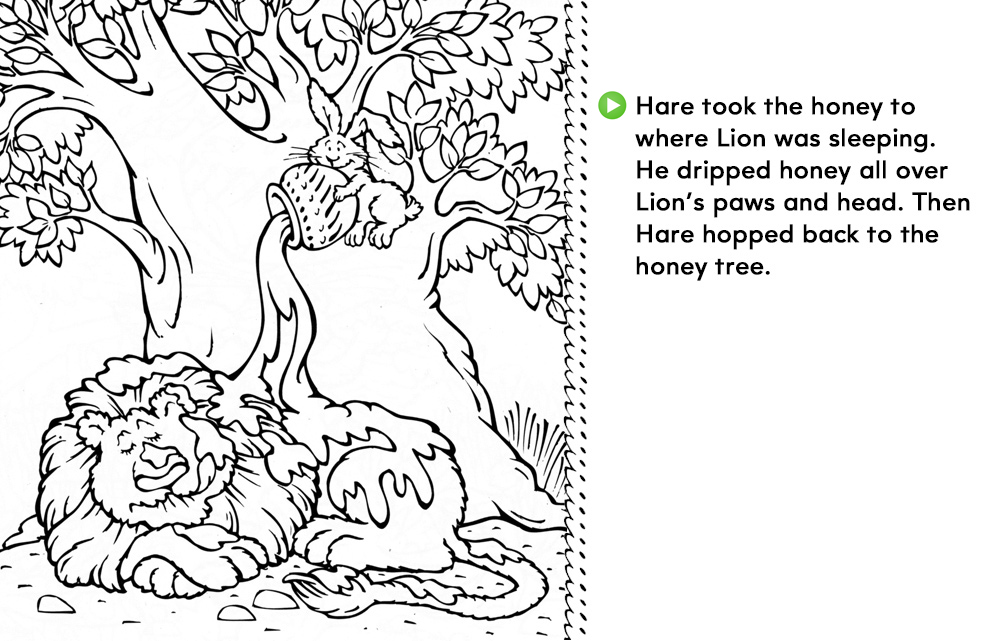 Hare took the honey to
where Lion was sleeping.
He dripped honey all over
Lion's paws and head. Then
Hare hopped back to the
honey tree.